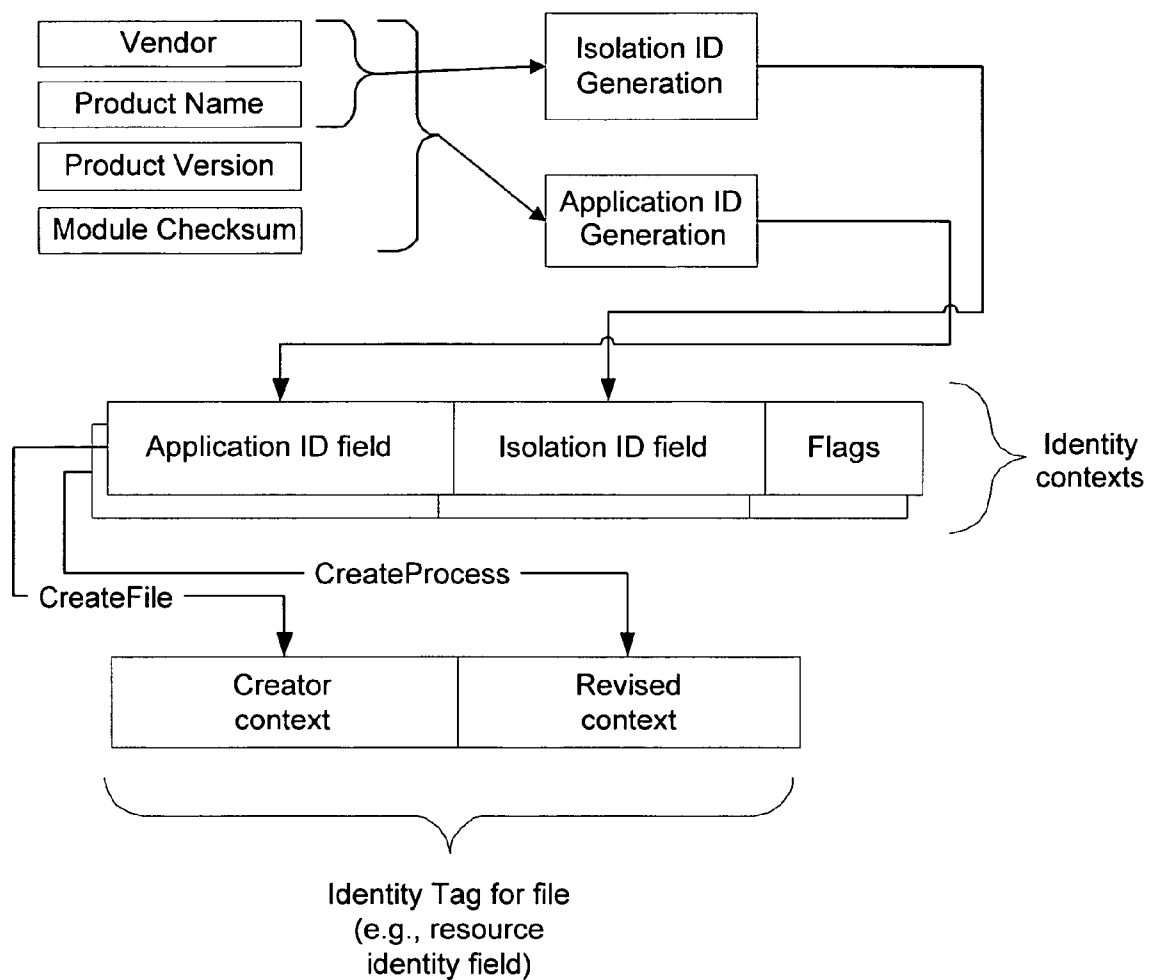 Vendor
Product Name
Product Version
Module Checksum
Isolation ID
Generation
Application ID
Generation
Application ID field
Isolation ID field
Flags
Identity
contexts
CreateProcess
CreateFile
Creator
context
Revised
context
Identity Tag for file
(e.g., resource
identity field)